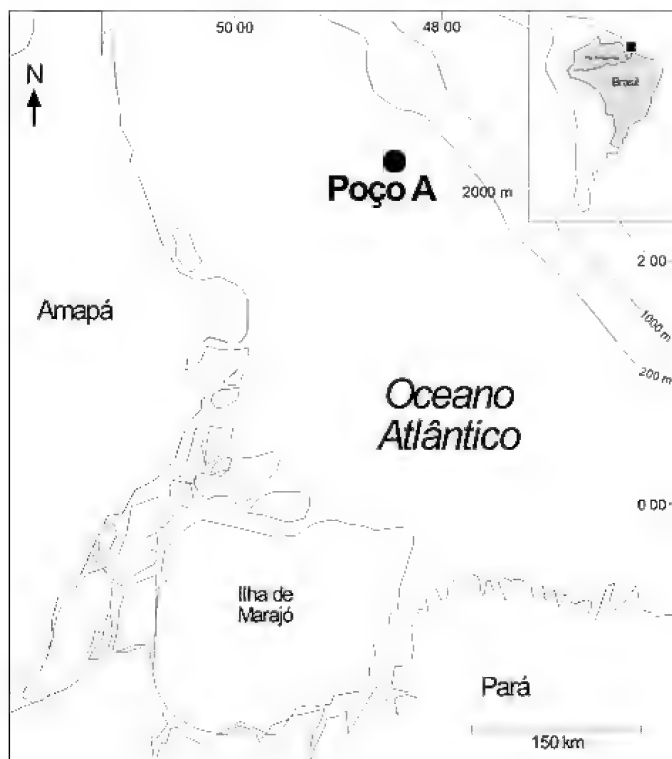 50 00
48 00
N
Brasil
Poço A
2000 m
2 00
Amapá
1000 m
200 m
Oceano
Atlântico
0 00
Ilha de
Marajó
Pará
150 km